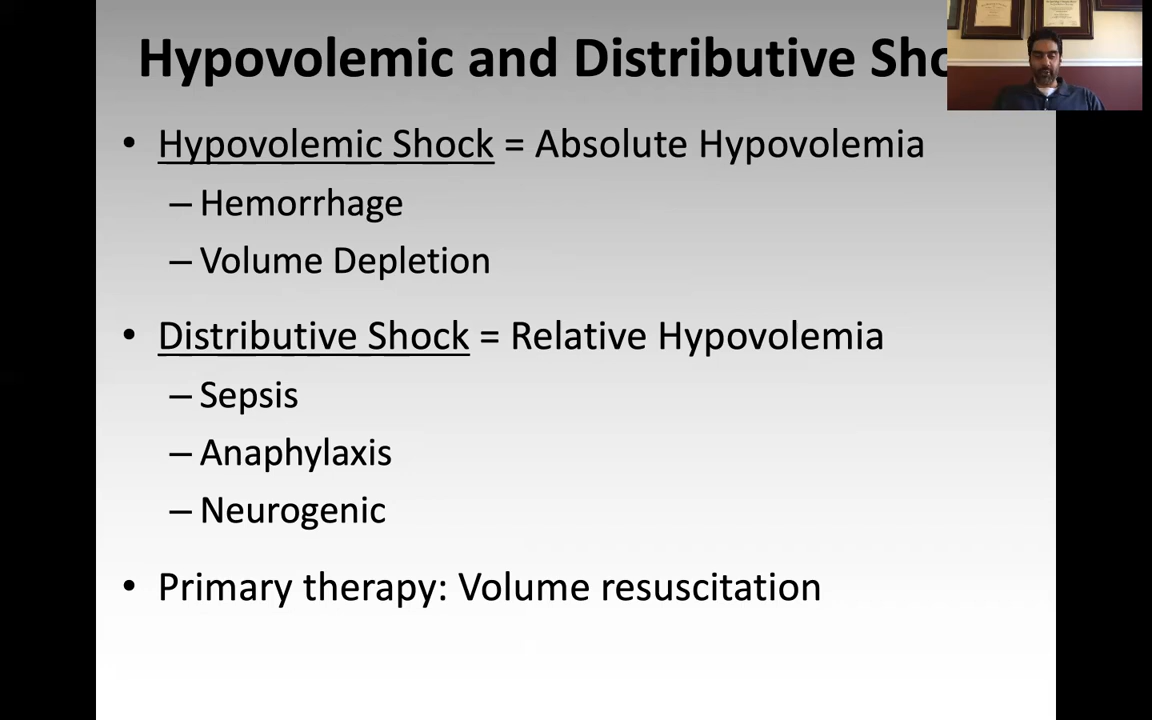 Hypovolemic and Distributive
• Hypovolemic Shock = Absolute Hypovolemia
– Hemorrhage
– Volume Depletion
• Distributive Shock = Relative Hypovolemia
– Sepsis
– Anaphylaxis
– Neurogenic
• Primary therapy: Volume resuscitation